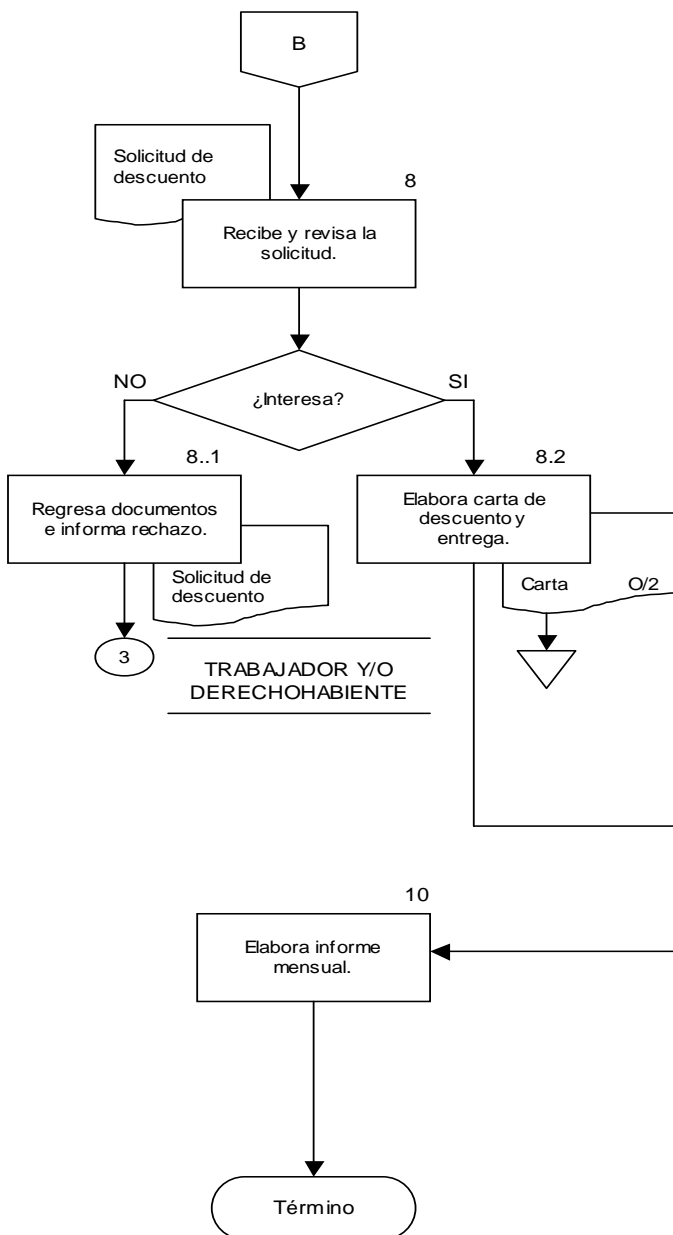 B
Solicitud de
descuento
8
Recibe y revisa la
solicitud.
NO
¿Interesa?
SI
8..1
Regresa documentos
e informa rechazo.
8.2
Elabora carta de
descuento y
entrega.
Solicitud de
descuento
Carta O/2
3
TRABAJADOR Y/O
DERECHOHABIENTE
10
Elabora informe
mensual.
Término